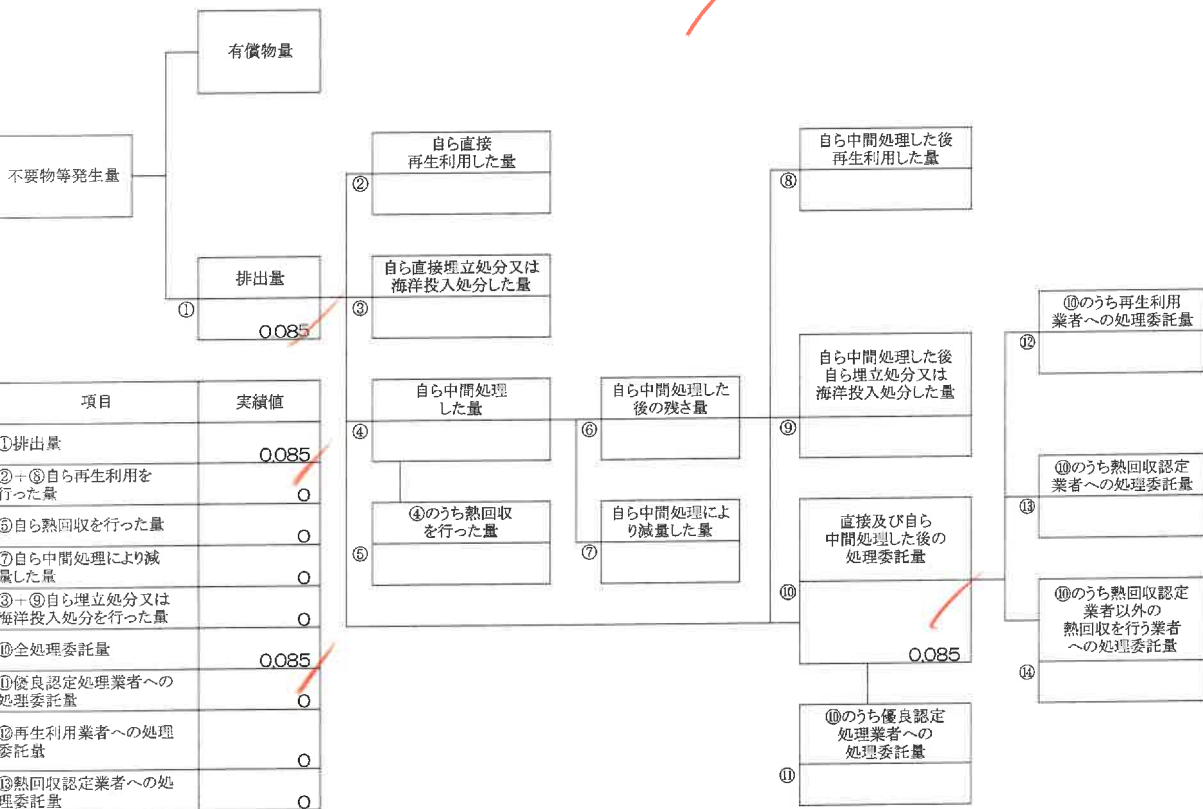 有償物量
不要物等発生量
排出量
①
0.085
自ら直接
再生利用した量
②
自ら直接埋立処分又は
海洋投入処分した量
③
自ら中間処理
した量
④
④のうち熱回収
を行った量
⑤
自ら中間処理した
後の残さ量
⑥
自ら中間処理によ
り減量した量
⑦
自ら中間処理した後
再生利用した量
⑧
自ら中間処理した後
自ら埋立処分又は
海洋投入処分した量
⑨
直接及び自ら
中間処理した後の
処理委託量
⑩
0.085
⑩のうち優良認定
処理業者への
処理委託量
⑪
⑩のうち再生利用
業者への処理委託量
⑫
⑩のうち熱回収認定
業者への処理委託量
⑬
⑩のうち熱回収認定
業者以外の
熱回収を行う業者
への処理委託量
⑭
項目 実績値
①排出量 0.085
②+⑧自ら再生利用を
行った量 0
⑤自ら熱回収を行った量 0
⑦自ら中間処理により減
量した量 0
③+⑨自ら埋立処分又は
海洋投入処分を行った量 0
⑩全処理委託量 0.085
⑪優良認定処理業者への
処理委託量 0
⑫再生利用業者への処理
委託量 0
⑬熱回収認定業者への処
理委託量 0